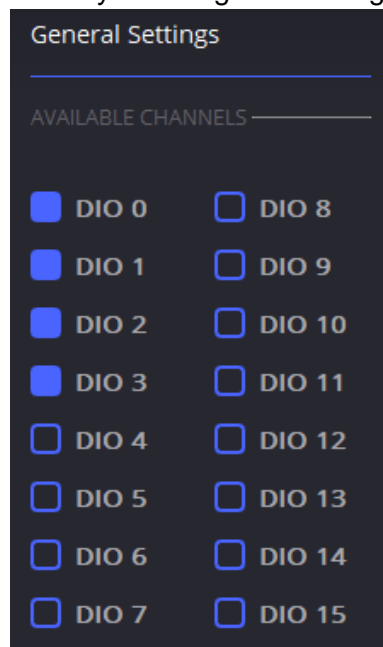 General Settings
AVAILABLE CHANNELS
DIO 0
DIO 8
DIO 1
DIO 9
DIO 2
DIO 10
DIO 3
DIO 11
DIO 4
DIO 12
DIO 5
DIO 13
DIO 6
DIO 14
DIO 7
DIO 15